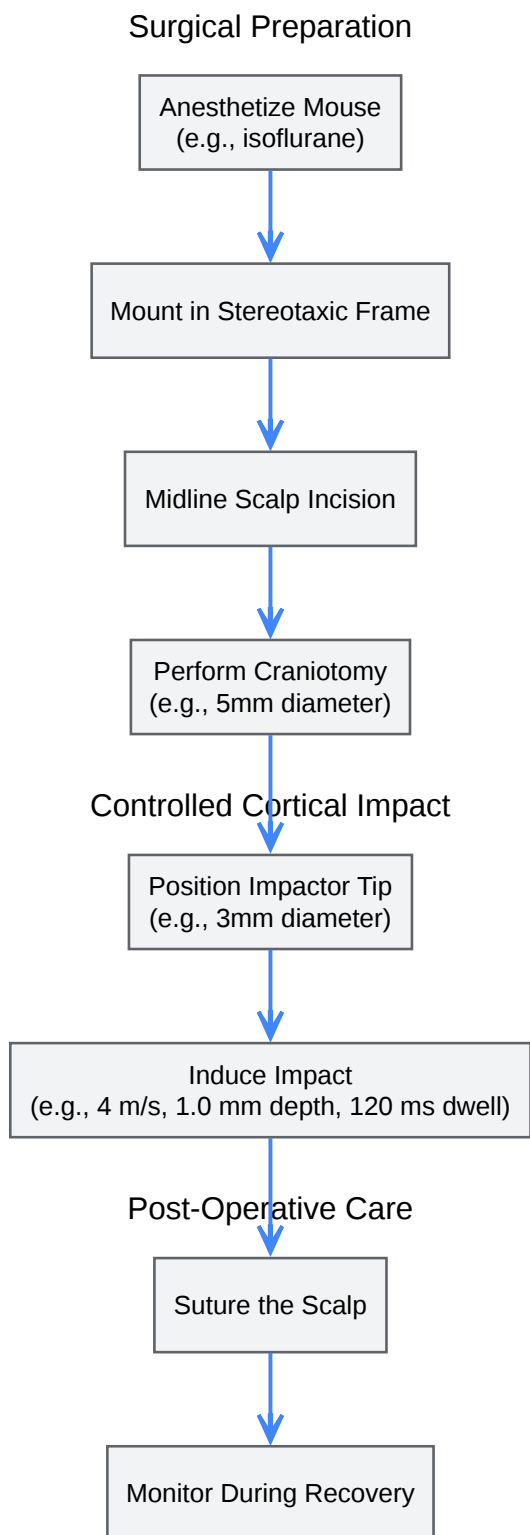 Surgical Preparation
Anesthetize Mouse
(e.g., isoflurane)
Mount in Stereotaxic Frame
Midline Scalp Incision
Perform Craniotomy
(e.g., 5mm diameter)
Controlled Cortical Impact
Position Impactor Tip
(e.g., 3mm diameter)
Induce Impact
(e.g., 4 m/s, 1.0 mm depth, 120 ms dwell)
Post-Operative Care
Suture the Scalp
Monitor During Recovery